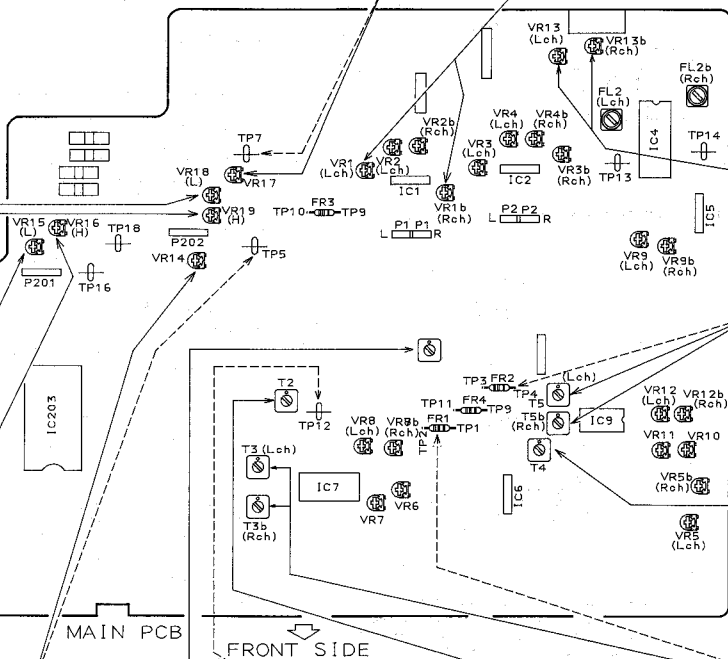 VR13
(Lch)
VR13b
(Rch)
FL2b
(Rch)
FL2
(Lch)
IC4
TP14
TP13
VR2b
(Rch)
VR4
(Lch)
VR4b
(Rch)
VR3
(Lch)
VR3b
(Rch)
TP7
VR18
(L)
VR17
VR1
(Lch)
VR2
(Lch)
IC1
IC2
VR1b
(Rch)
VR19
(H)
FR3
TP10
TP9
L P1 P1 R
L P2 P2 R
IC5
VR15
(L)
VR16
(H)
TP18
P202
TP5
VR14
P201
TP16
VR9
(Lch)
VR9b
(Rch)
IC203
T2
TP12
TP3
FR2
TP4
(Lch)
T5
TP11
FR4
TP9
T5b
(Rch)
IC9
TP2
FR1
TP1
T4
VR12
(Lch)
VR12b
(Rch)
VR11
VR10
VR8
(Lch)
VR8b
(Rch)
T3 (Lch)
T3b
(Rch)
IC7
VR7
VR6
IC6
VR5b
(Rch)
VR5
(Lch)
MAIN PCB
FRONT SIDE